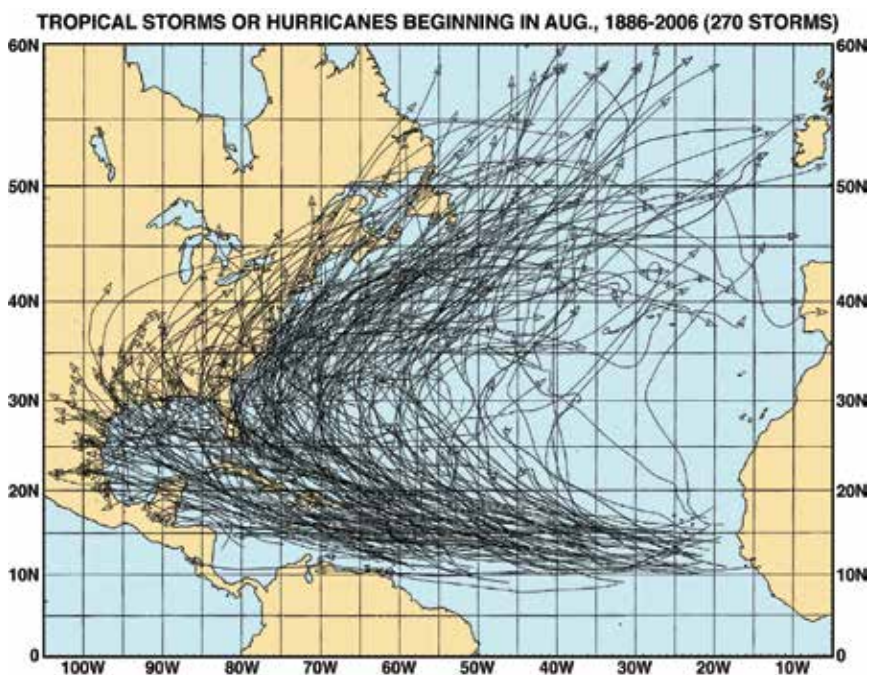 TROPICAL STORMS OR HURRICANES BEGINNING IN AUG., 1886-2006 (270 STORMS)
60N 60N
50N 50N
40N 40N
30N 30N
20N 20N
10N 10N
0 0
100W 90W 80W 70W 60W 50W 40W 30W 20W 10W